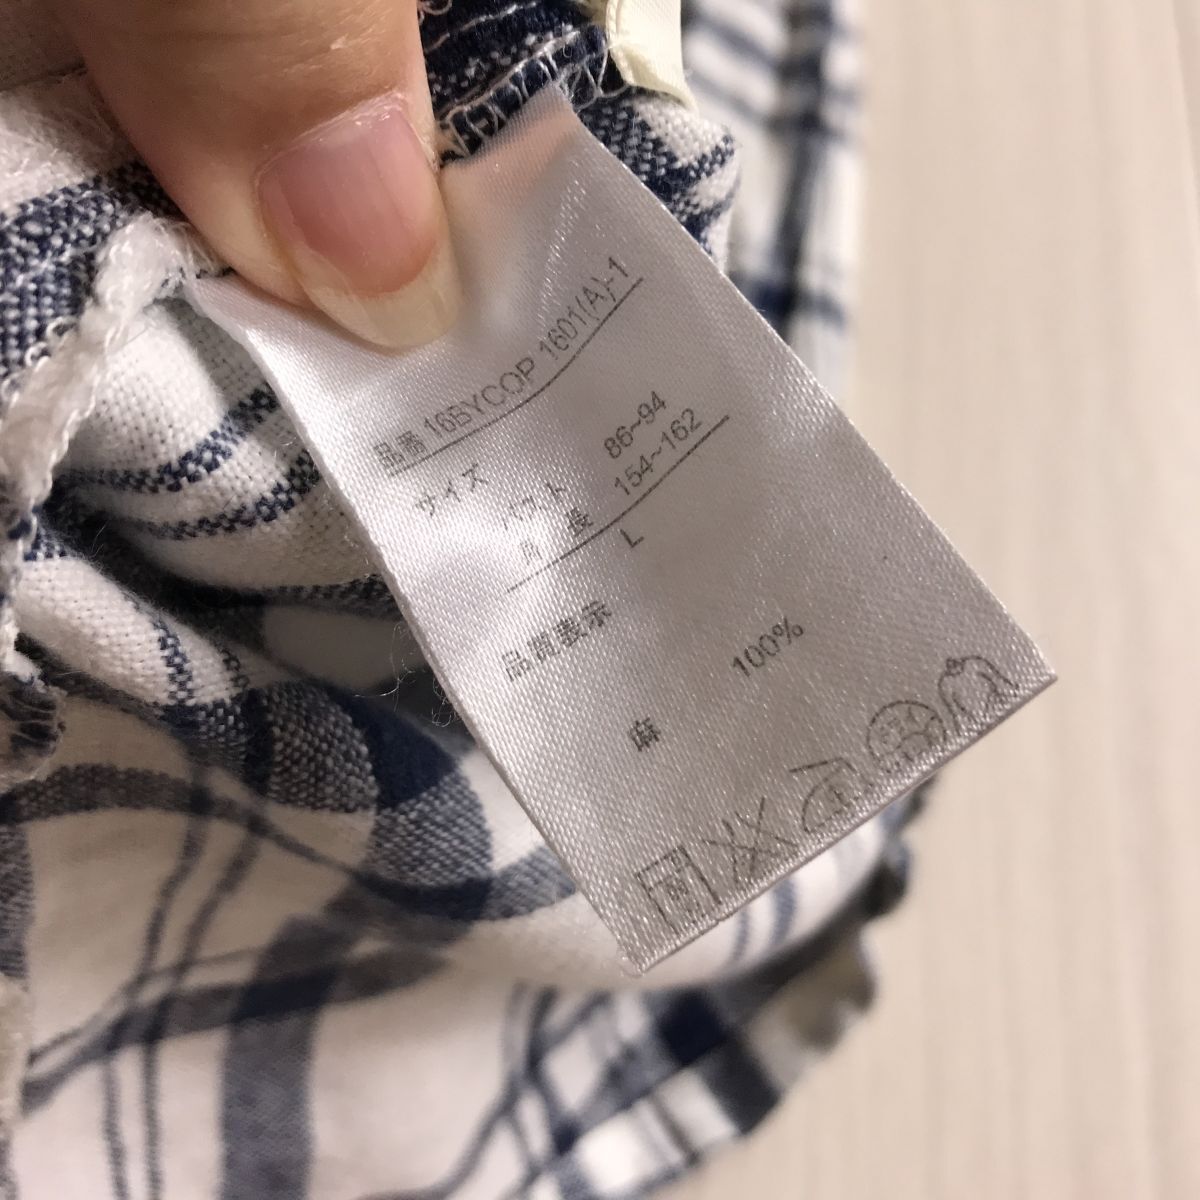 品番 16BYCOP 1601(A)-1
サイズ
バスト 86~94
身長 154~162
L
品質表示
麻 100%